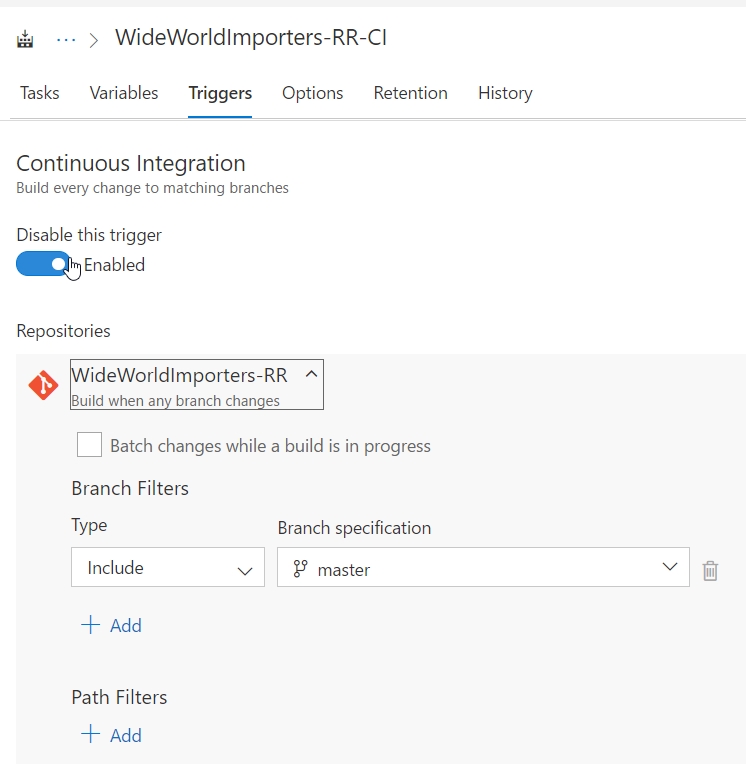 ··· > WideWorldImporters-RR-CI
Tasks Variables Triggers Options Retention History
Continuous Integration
Build every change to matching branches
Disable this trigger
Enabled
Repositories
WideWorldImporters-RR
Build when any branch changes
Batch changes while a build is in progress
Branch Filters
Type Branch specification
Include master
+ Add
Path Filters
+ Add